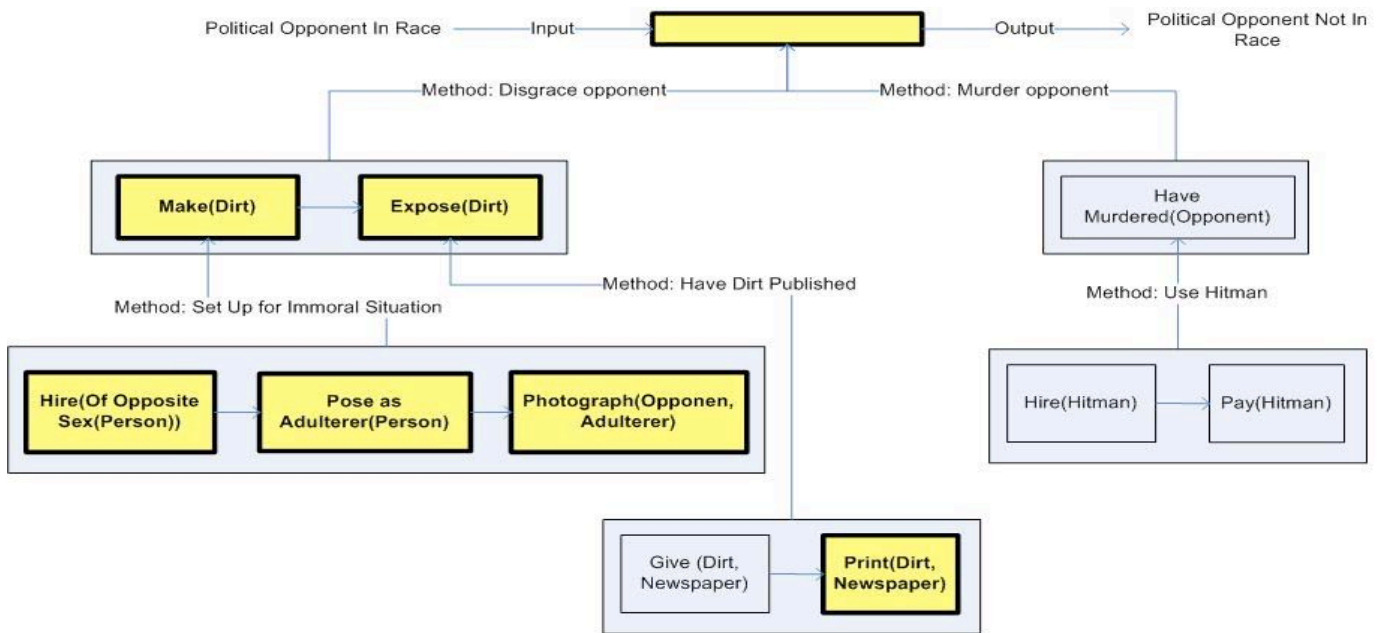 Political Opponent In Race
Input
Output
Political Opponent Not In
Race
Method: Disgrace opponent
Method: Murder opponent
Make(Dirt)
Expose(Dirt)
Have
Murdered(Opponent)
Method: Set Up for Immoral Situation
Method: Have Dirt Published
Method: Use Hitman
Hire(Of Opposite
Sex(Person))
Pose as
Adulterer(Person)
Photograph(Opponen,
Adulterer)
Hire(Hitman)
Pay(Hitman)
Give (Dirt,
Newspaper)
Print(Dirt,
Newspaper)